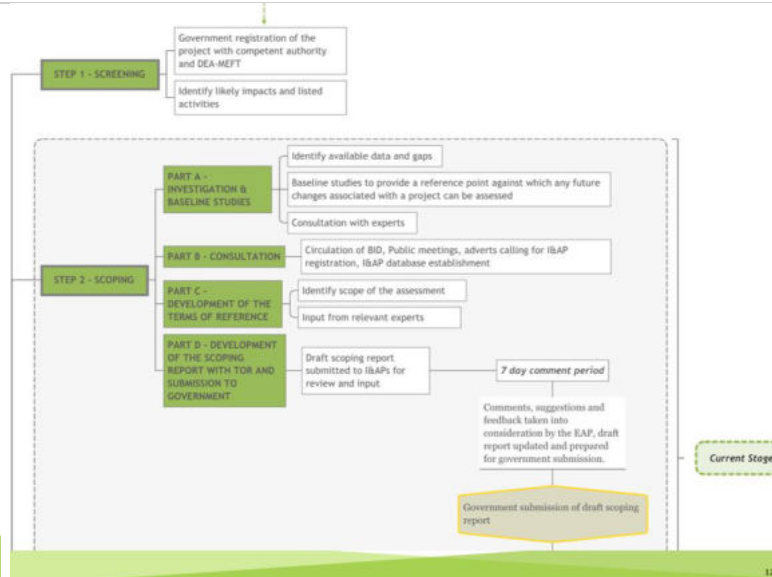 Government registration of the
project with competent authority
and DEA-MEFT
STEP 1 - SCREENING
Identify likely impacts and listed
activities
Identify available data and gaps
PART A -
INVESTIGATION &
BASELINE STUDIES
Baseline studies to provide a reference point against which any future
changes associated with a project can be assessed
Consultation with experts
PART B - CONSULTATION
Circulation of BID, Public meetings, adverts calling for I&AP
registration, I&AP database establishment
STEP 2 - SCOPING
PART C -
DEVELOPMENT OF THE
TERMS OF REFERENCE
Identify scope of the assessment
Input from relevant experts
PART D - DEVELOPMENT
OF THE SCOPING
REPORT WITH TOR AND
SUBMISSION TO
GOVERNMENT
Draft scoping report
submitted to I&APs for
review and input
7 day comment period
Comments, suggestions and
feedback taken into
consideration by the EAP, draft
report updated and prepared
for government submission.
Current Stage
Government submission of draft scoping
report
12